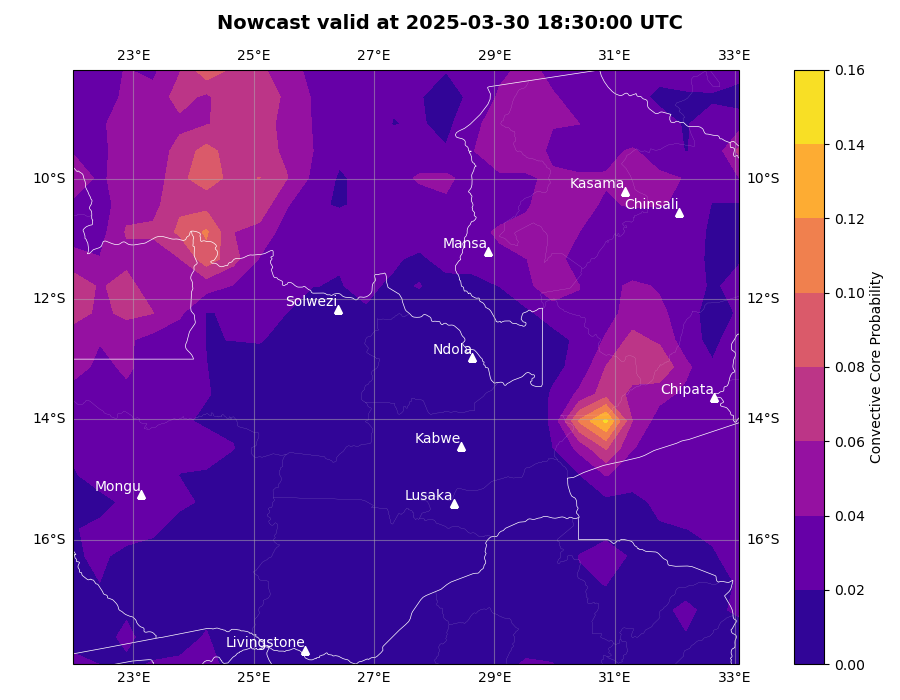 Nowcast valid at 2025-03-30 18:30:00 UTC
23°E 25°E 27°E 29°E 31°E 33°E
10°S 10°S
12°S 12°S
14°S 14°S
16°S 16°S
Kasama
Chinsali
Mansa
Solwezi
Ndola
Chipata
Kabwe
Mongu
Lusaka
Livingstone
23°E 25°E 27°E 29°E 31°E 33°E
0.16
0.14
0.12
0.10
0.08
0.06
0.04
0.02
0.00
Convective Core Probability